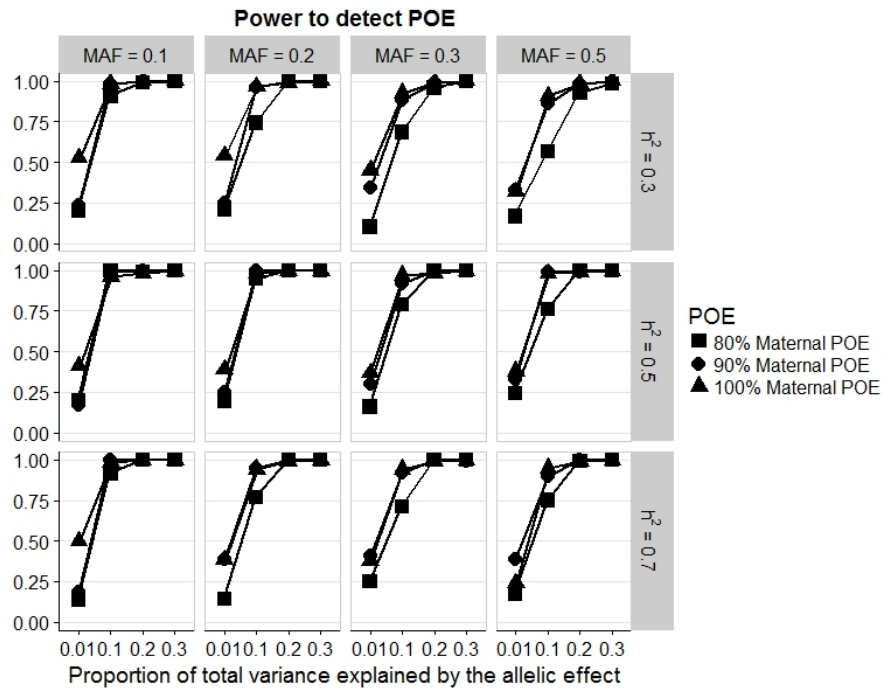 Power to detect POE
MAF = 0.1 MAF = 0.2 MAF = 0.3 MAF = 0.5
1.00
0.75
0.50
0.25
0.00
h² = 0.3
1.00
0.75
0.50
0.25
0.00
h² = 0.5
1.00
0.75
0.50
0.25
0.00
h² = 0.7
POE
80% Maternal POE
90% Maternal POE
100% Maternal POE
0.01 0.1 0.2 0.3 0.01 0.1 0.2 0.3 0.01 0.1 0.2 0.3 0.01 0.1 0.2 0.3
Proportion of total variance explained by the allelic effect